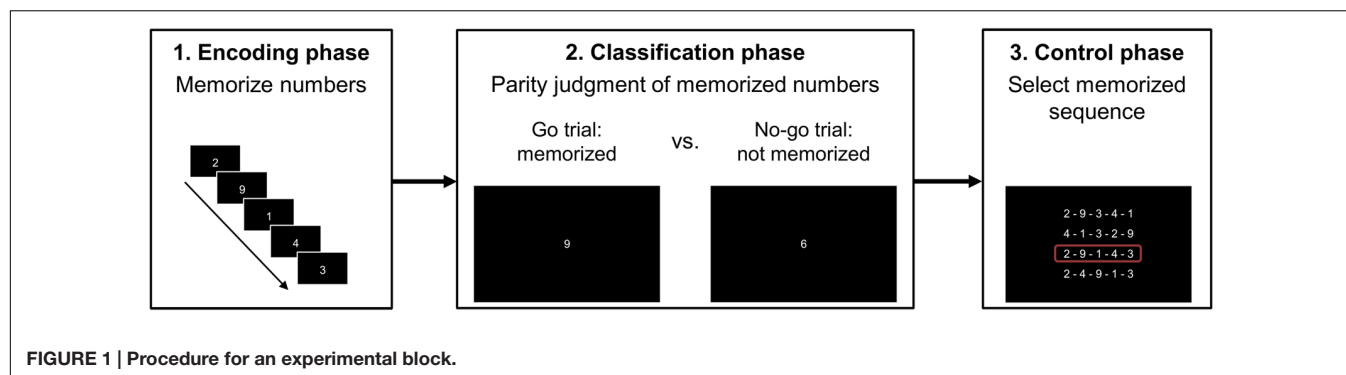 1. Encoding phase
Memorize numbers
2
9
1
4
3
2. Classification phase
Parity judgment of memorized numbers
Go trial:
memorized
vs.
No-go trial:
not memorized
9
6
3. Control phase
Select memorized
sequence
2 - 9 - 3 - 4 - 1
4 - 1 - 3 - 2 - 9
2 - 9 - 1 - 4 - 3
2 - 4 - 9 - 1 - 3
FIGURE 1 | Procedure for an experimental block.